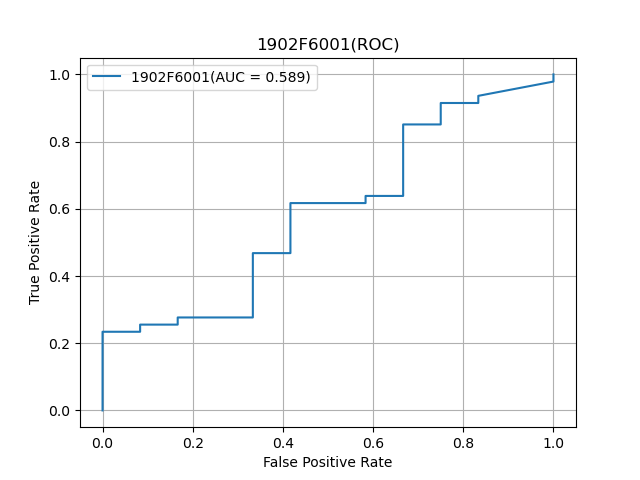 1902F6001(ROC)
1902F6001(AUC = 0.589)
True Positive Rate
1.0
0.8
0.6
0.4
0.2
0.0
0.0 0.2 0.4 0.6 0.8 1.0
False Positive Rate